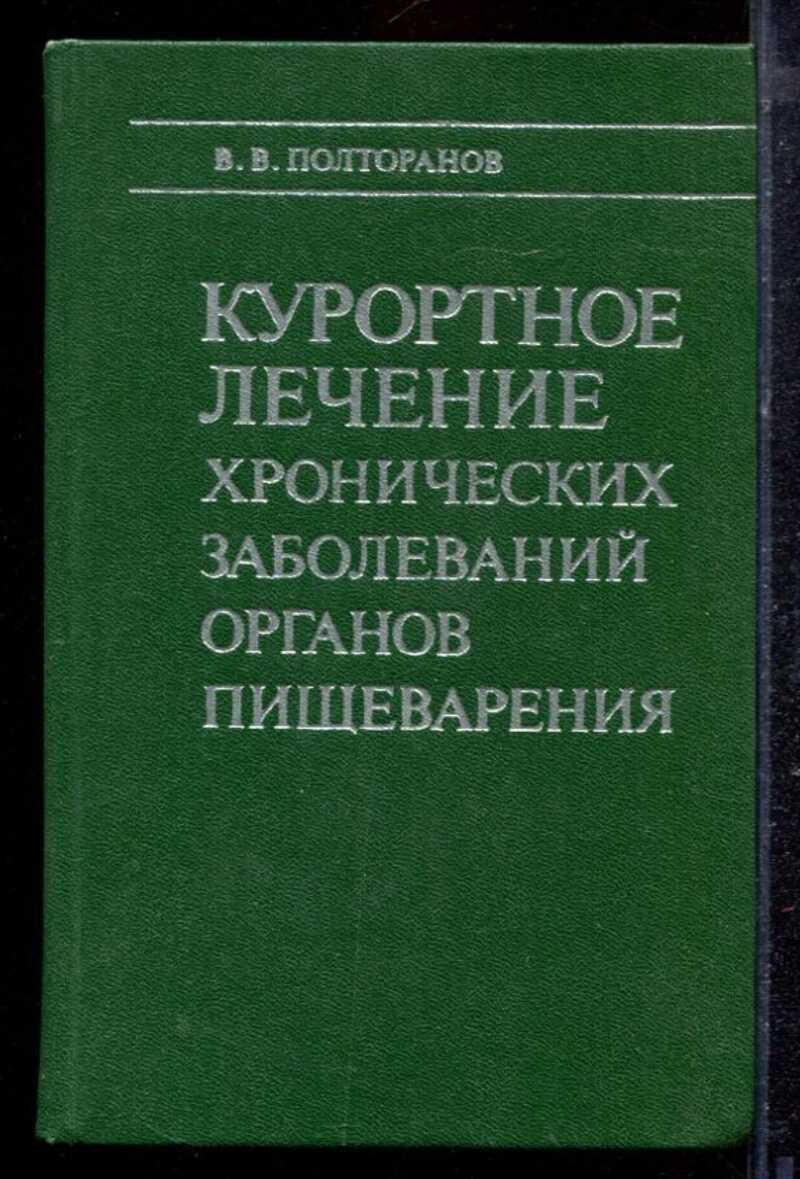 В. В. ПОЛТОРАНОВ
КУРОРТНОЕ
ЛЕЧЕНИЕ
ХРОНИЧЕСКИХ
ЗАБОЛЕВАНИЙ
ОРГАНОВ
ПИЩЕВАРЕНИЯ